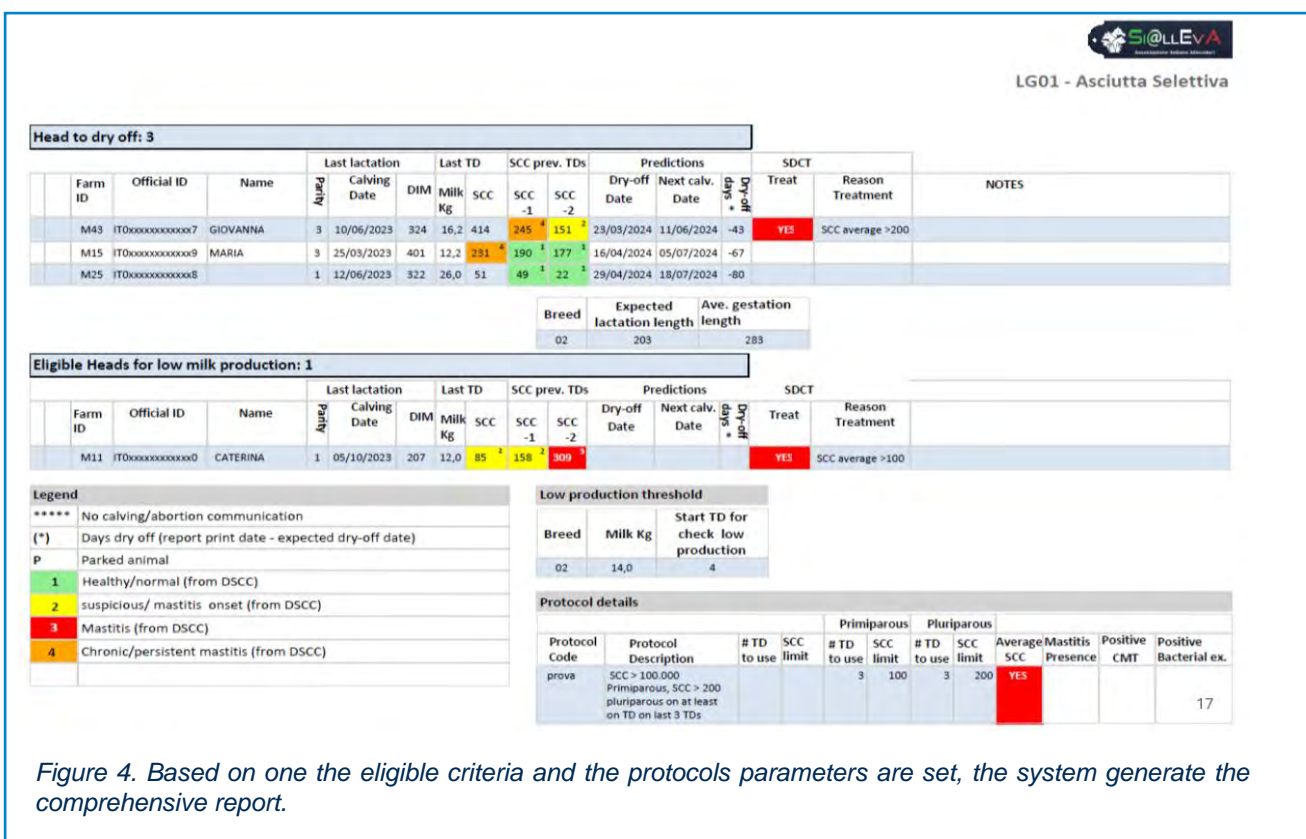 SI@LLEVA
LG01 - Asciutta Selettiva
Head to dry off: 3
Last lactation Last TD SCC prev. TDs Predictions SDCT
Farm ID Official ID Name Parity Calving Date DIM Milk Kg SCC SCC -1 SCC -2 Dry-off Date Next calv. Date Dry-off days * Treat Reason Treatment NOTES
M43 IT0xxxxxxxxxxxx7 GIOVANNA 3 10/06/2023 324 16,2 414 245 4 151 2 23/03/2024 11/06/2024 -43 YES SCC average >200
M15 IT0xxxxxxxxxxxx9 MARIA 3 25/03/2023 401 12,2 231 4 190 1 177 1 16/04/2024 05/07/2024 -67
M25 IT0xxxxxxxxxxxx8 1 12/06/2023 322 26,0 51 49 1 22 1 29/04/2024 18/07/2024 -80
Breed Expected lactation length Ave. gestation length
02 203 283
Eligible Heads for low milk production: 1
Last lactation Last TD SCC prev. TDs Predictions SDCT
Farm ID Official ID Name Parity Calving Date DIM Milk Kg SCC SCC -1 SCC -2 Dry-off Date Next calv. Date Dry-off days * Treat Reason Treatment
M11 IT0xxxxxxxxxxxx0 CATERINA 1 05/10/2023 207 12,0 85 2 158 2 309 3 YES SCC average >100
Legend
***** No calving/abortion communication
(*) Days dry off (report print date - expected dry-off date)
P Parked animal
1 Healthy/normal (from DSCC)
2 suspicious/ mastitis onset (from DSCC)
3 Mastitis (from DSCC)
4 Chronic/persistent mastitis (from DSCC)
Low production threshold
Breed Milk Kg Start TD for check low production
02 14,0 4
Protocol details
Primiparous Pluriparous
Protocol Code Protocol Description # TD to use SCC limit # TD to use SCC limit # TD to use SCC limit Average SCC Mastitis Presence Positive CMT Positive Bacterial ex.
prova SCC > 100.000 3 100 3 200 YES
Primiparous, SCC > 200
pluriparous on at least
on TD on last 3 TDs
17
Figure 4. Based on one the eligible criteria and the protocols parameters are set, the system generate the
comprehensive report.